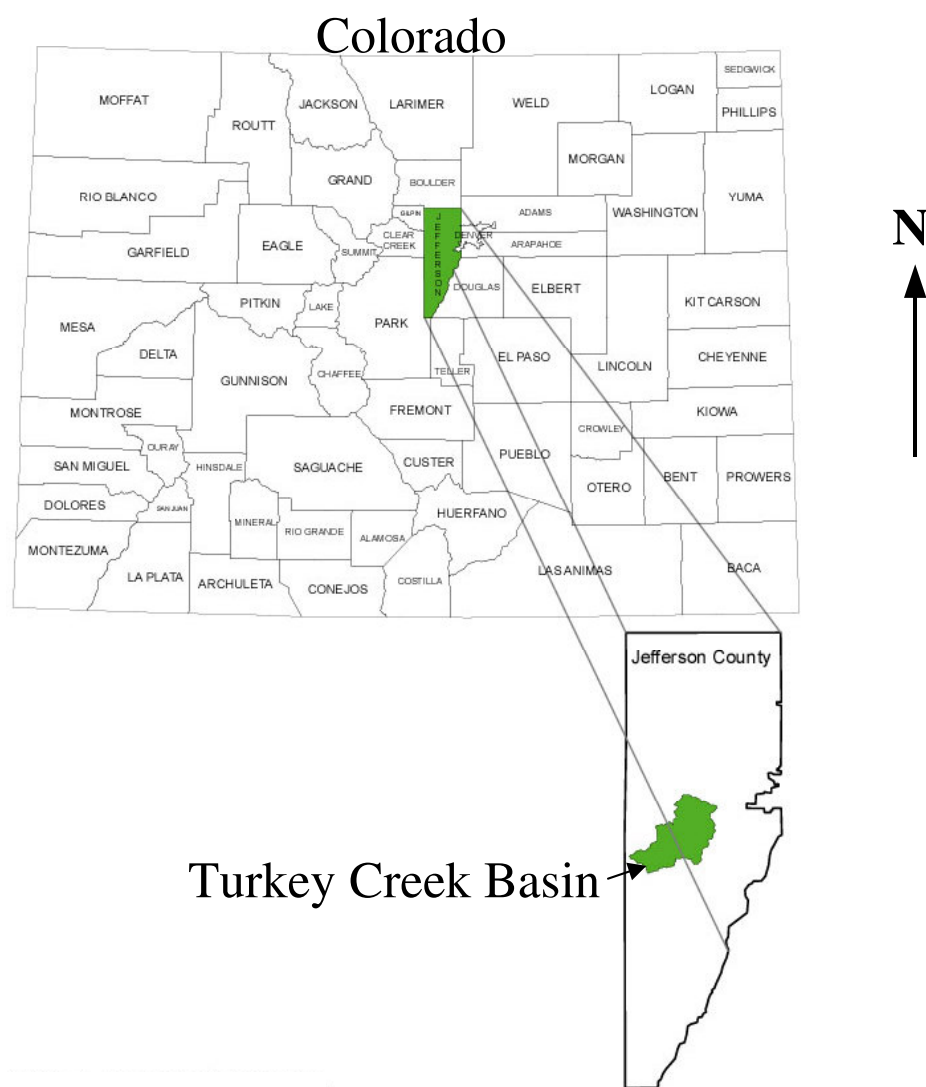 Colorado
SEDGWICK
LOGAN
MOFFAT
JACKSON
LARIMER
WELD
PHILLIPS
ROUTT
MORGAN
GRAND
BOULDER
RIO BLANCO
YUMA
WASHINGTON
GILPIN
JEFFERSON
ADAMS
N
CLEAR
CREEK
DENVER
EAGLE
ARAPAHOE
GARFIELD
SUMMIT
DOUGLAS
ELBERT
PITKIN
LAKE
KIT CARSON
MESA
PARK
DELTA
EL PASO
CHEYENNE
LINCOLN
TELLER
CHAFFEE
GUNNISON
MONTROSE
FREMONT
KIOWA
CROWLEY
OURAY
PUEBLO
SAN MIGUEL
HINSDALE
SAGUACHE
CUSTER
BENT
PROWERS
OTERO
DOLORES
SAN JUAN
HUERFANO
MINERAL
RIO GRANDE
ALAMOSA
MONTEZUMA
LA PLATA
ARCHULETA
CONEJOS
COSTILLA
LAS ANIMAS
BACA
Jefferson County
Turkey Creek Basin